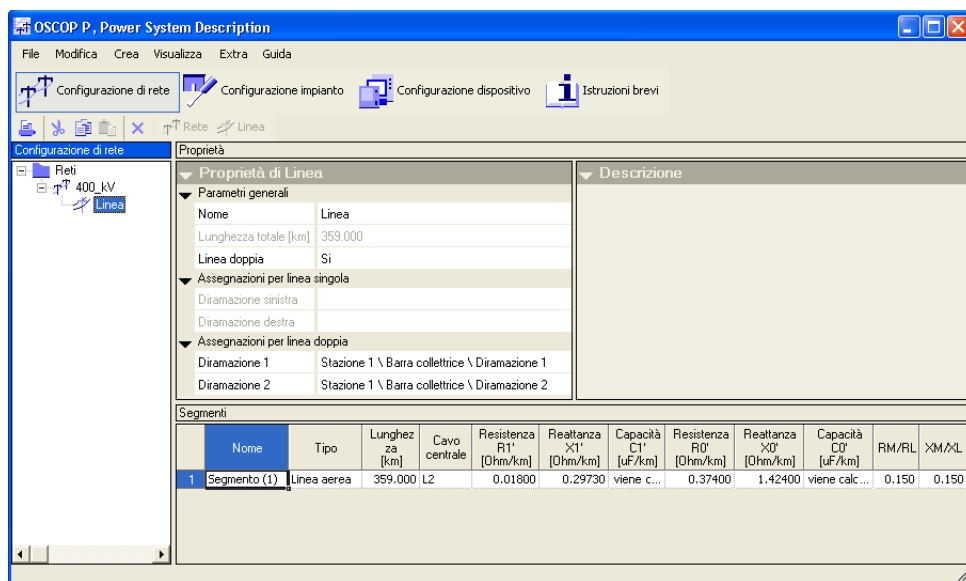 OSCOP P , Power System Description
File Modifica Crea Visualizza Extra Guida
Configurazione di rete Configurazione impianto Configurazione dispositivo Istruzioni brevi
Rete Linea
Configurazione di rete
Reti
400_kV
Linea
Proprietà
Proprietà di Linea
Parametri generali
Nome Linea
Lunghezza totale [km] 359.000
Linea doppia Si
Assegnazioni per linea singola
Diramazione sinistra
Diramazione destra
Assegnazioni per linea doppia
Diramazione 1 Stazione 1 \ Barra collettrice \ Diramazione 1
Diramazione 2 Stazione 1 \ Barra collettrice \ Diramazione 2
Descrizione
Segmenti
Nome Tipo Lunghezza [km] Cavo centrale Resistenza R1' [Ohm/km] Reattanza X1' [Ohm/km] Capacità C1' [uF/km] Resistenza R0' [Ohm/km] Reattanza X0' [Ohm/km] Capacità C0' [uF/km] RM/RL XM/XL
1 Segmento (1) Linea aerea 359.000 L2 0.01800 0.29730 viene c... 0.37400 1.42400 viene calc... 0.150 0.150